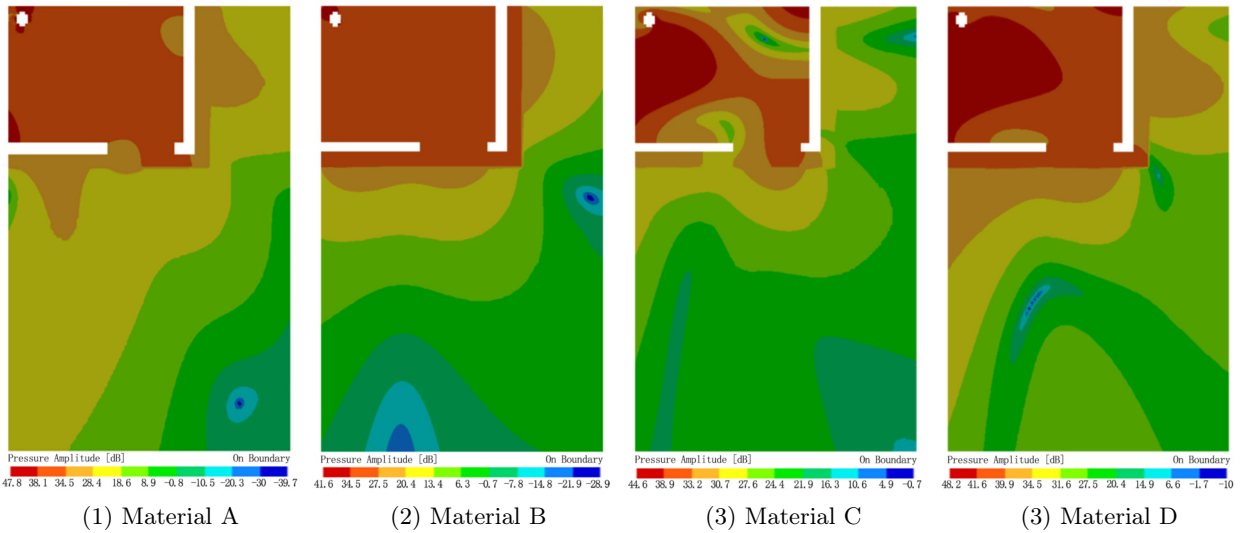 Pressure Amplitude [dB] On Boundary
47.8 38.1 34.5 28.1 18.6 8.9 -0.8 -10.5 -20.3 -30 -39.7
(1) Material A
Pressure Amplitude [dB] On Boundary
41.6 34.5 27.5 20.4 13.4 6.3 -0.7 -7.8 -14.8 -21.9 -28.9
(2) Material B
Pressure Amplitude [dB] On Boundary
44.6 38.9 33.2 30.7 27.6 24.4 21.9 16.3 10.6 4.9 -0.7
(3) Material C
Pressure Amplitude [dB] On Boundary
48.2 41.6 39.9 34.5 31.6 25.5 20.4 14.9 6.6 -1.7 -10
(3) Material D